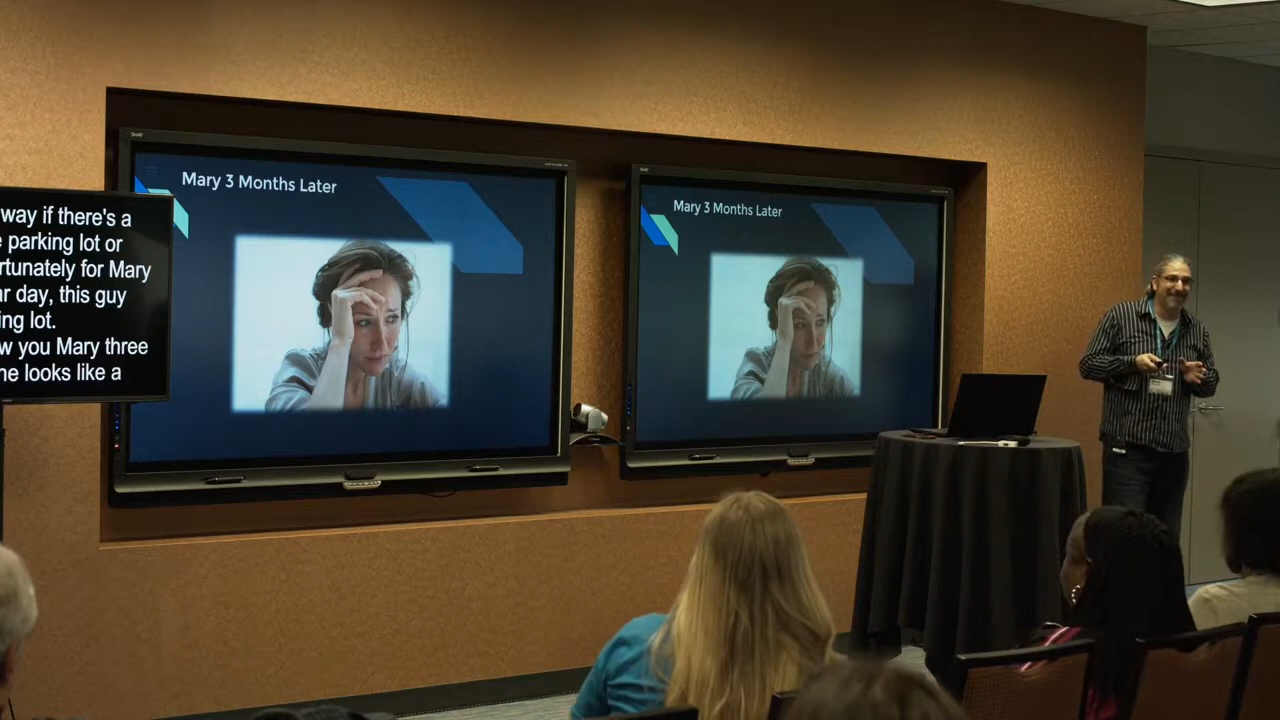 way if there's a
parking lot or
rtunately for Mary
day, this guy
ing lot.
w you Mary three
looks like a
Mary 3 Months Later
Mary 3 Months Later